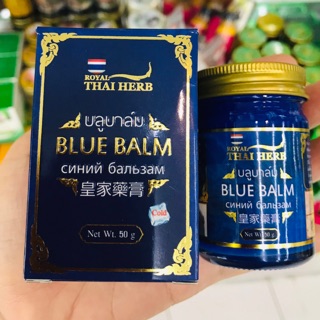 ROYAL
THAI HERB
บลูบาล์ม
BLUE BALM
синий бальзам
皇家藥膏
Cold
Net Wt. 50 g
ROYAL
THAI HERB
บลูบาล์ม
BLUE BALM
синий бальзам
皇家藥膏
Net Wt. 50 g